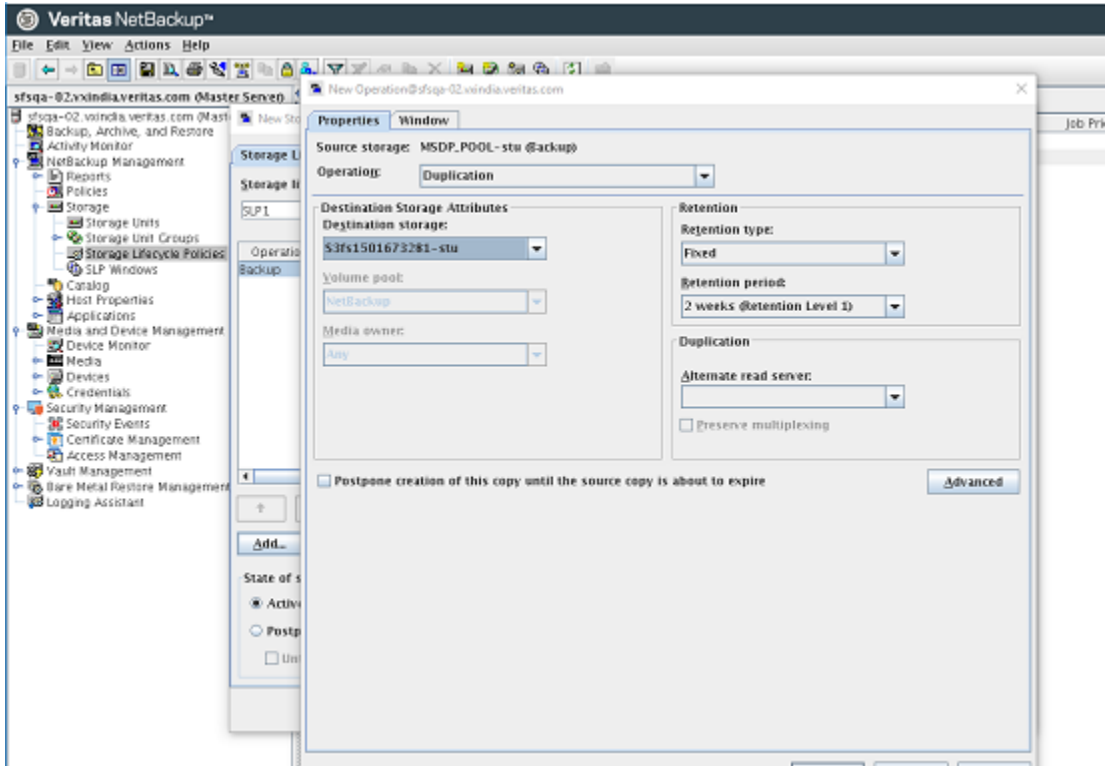 Veritas NetBackup™
File Edit View Actions Help
sfsqa-02.vxindia.veritas.com (Master Server)
sfsqa-02.vxindia.veritas.com (Mast
Backup, Archive, and Restore
Activity Monitor
NetBackup Management
Reports
Policies
Storage
Storage Units
Storage Unit Groups
Storage Lifecycle Policies
SLP Windows
Catalog
Host Properties
Applications
Media and Device Management
Device Monitor
Media
Devices
Credentials
Security Management
Security Events
Certificate Management
Access Management
Vault Management
Bare Metal Restore Management
Logging Assistant
New Sto
Storage Li
Storage li
SLP1
Operatio
Backup
Add...
State of s
Active
Postp
Unt
New Operation@sfsqa-02.vxindia.veritas.com
Properties Window
Source storage: MSDP_POOL-stu (Backup)
Operation: Duplication
Destination Storage Attributes
Destination storage:
S3fs1501673281-stu
Volume pool:
NetBackup
Media owner:
Any
Retention
Retention type:
Fixed
Retention period:
2 weeks (Retention Level 1)
Duplication
Alternate read server:
Preserve multiplexing
Postpone creation of this copy until the source copy is about to expire
Advanced
Job Pri